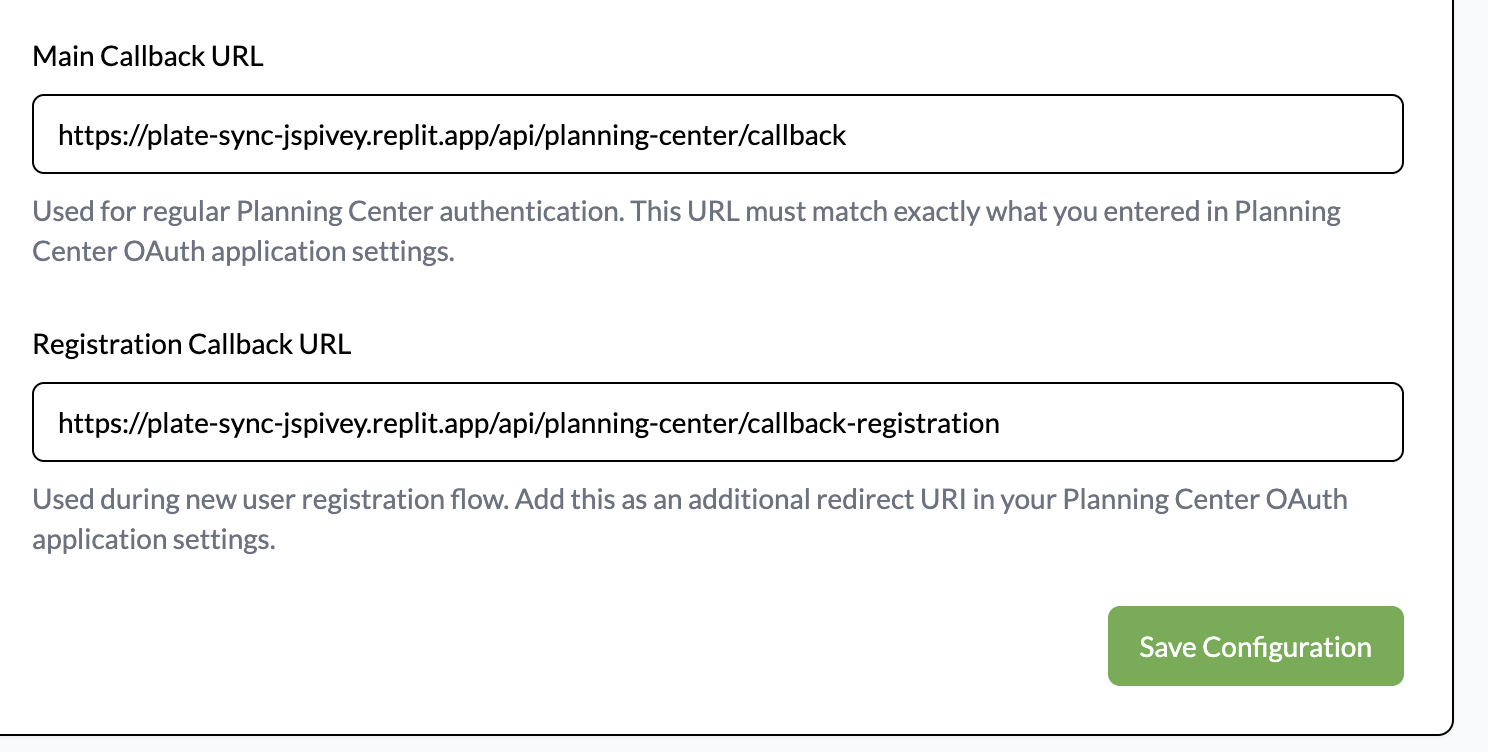 Main Callback URL
https://plate-sync-jspivey.replit.app/api/planning-center/callback
Used for regular Planning Center authentication. This URL must match exactly what you entered in Planning
Center OAuth application settings.
Registration Callback URL
https://plate-sync-jspivey.replit.app/api/planning-center/callback-registration
Used during new user registration flow. Add this as an additional redirect URI in your Planning Center OAuth
application settings.
Save Configuration